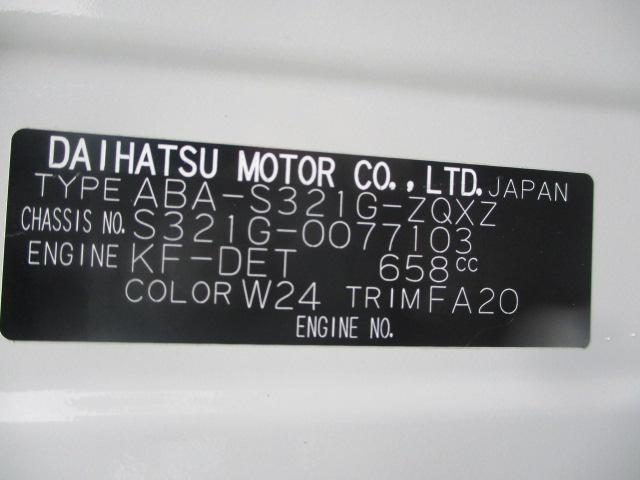 DAIHATSU MOTOR CO., LTD. JAPAN
TYPE ABA-S321G-ZQXZ
CHASSIS NO. S321G-0077103
ENGINE KF-DET 658cc
COLOR W24 TRIM FA20
ENGINE NO.